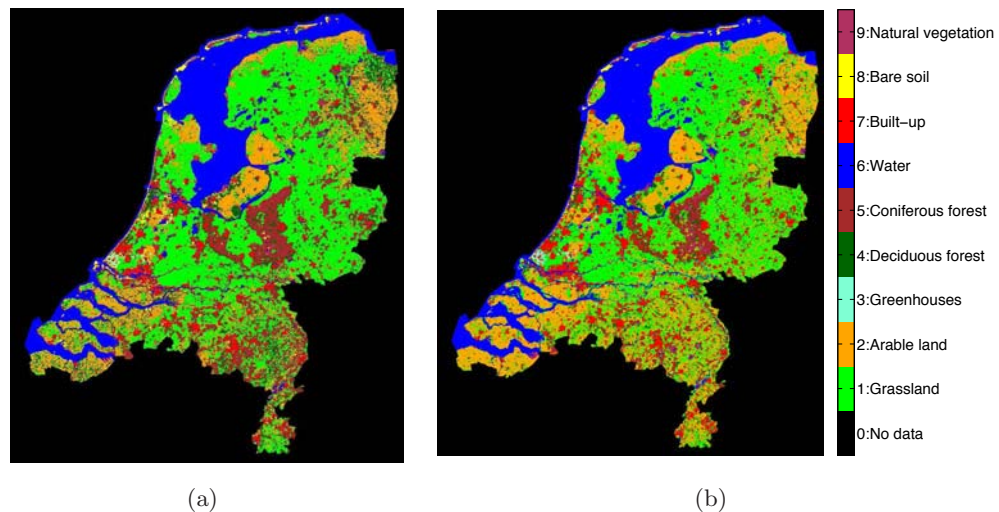 9:Natural vegetation
8:Bare soil
7:Built-up
6:Water
5:Coniferous forest
4:Deciduous forest
3:Greenhouses
2:Arable land
1:Grassland
0:No data
(a)
(b)